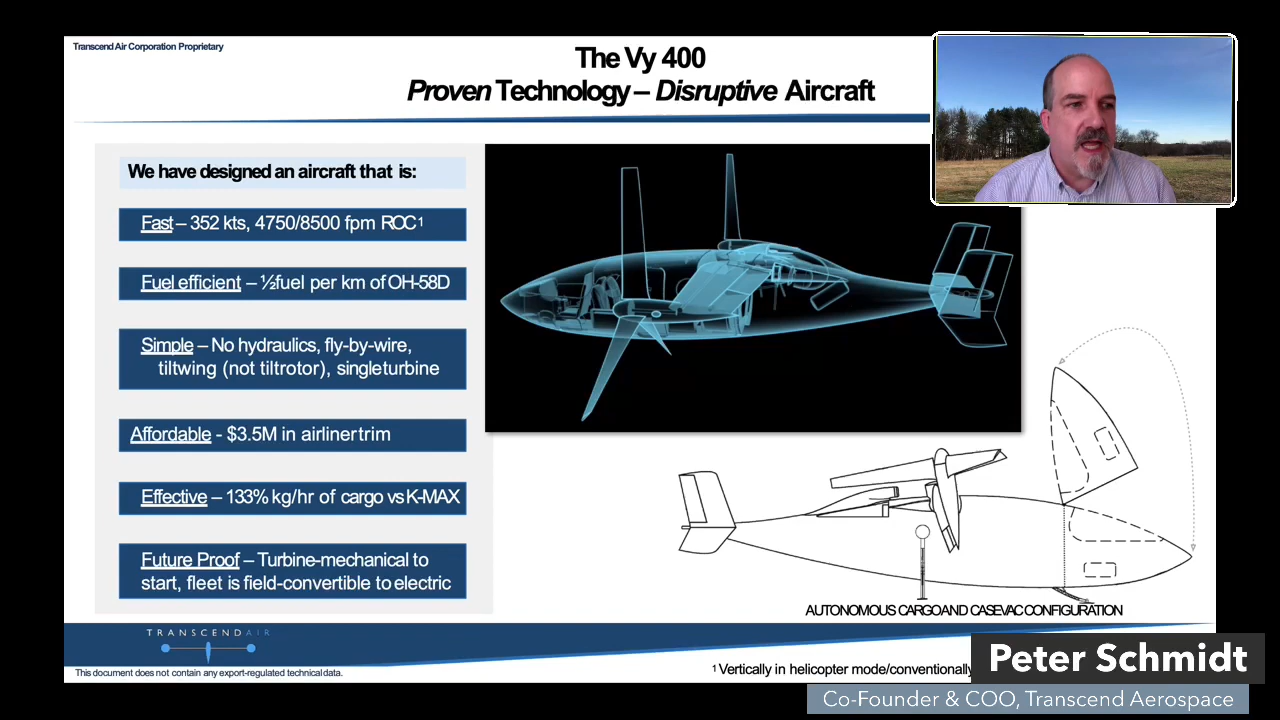 Transcend Air Corporation Proprietary
The Vy 400
Proven Technology – Disruptive Aircraft
We have designed an aircraft that is:
Fast – 352 kts, 4750/8500 fpm ROC1
Fuel efficient – ½fuel per km of OH-58D
Simple – No hydraulics, fly-by-wire,
tiltwing (not tiltrotor), singleturbine
Affordable - $3.5M in airlinertrim
Effective – 133% kg/hr of cargo vs K-MAX
Future Proof – Turbine-mechanical to
start, fleet is field-convertible to electric
AUTONOMOUS CARGOAND CASEVAC CONFIGURATION
TRANSCENDAIR
This document does not contain any export-regulated technical data.
1 Vertically in helicopter mode/conventionally
Peter Schmidt
Co-Founder & COO, Transcend Aerospace